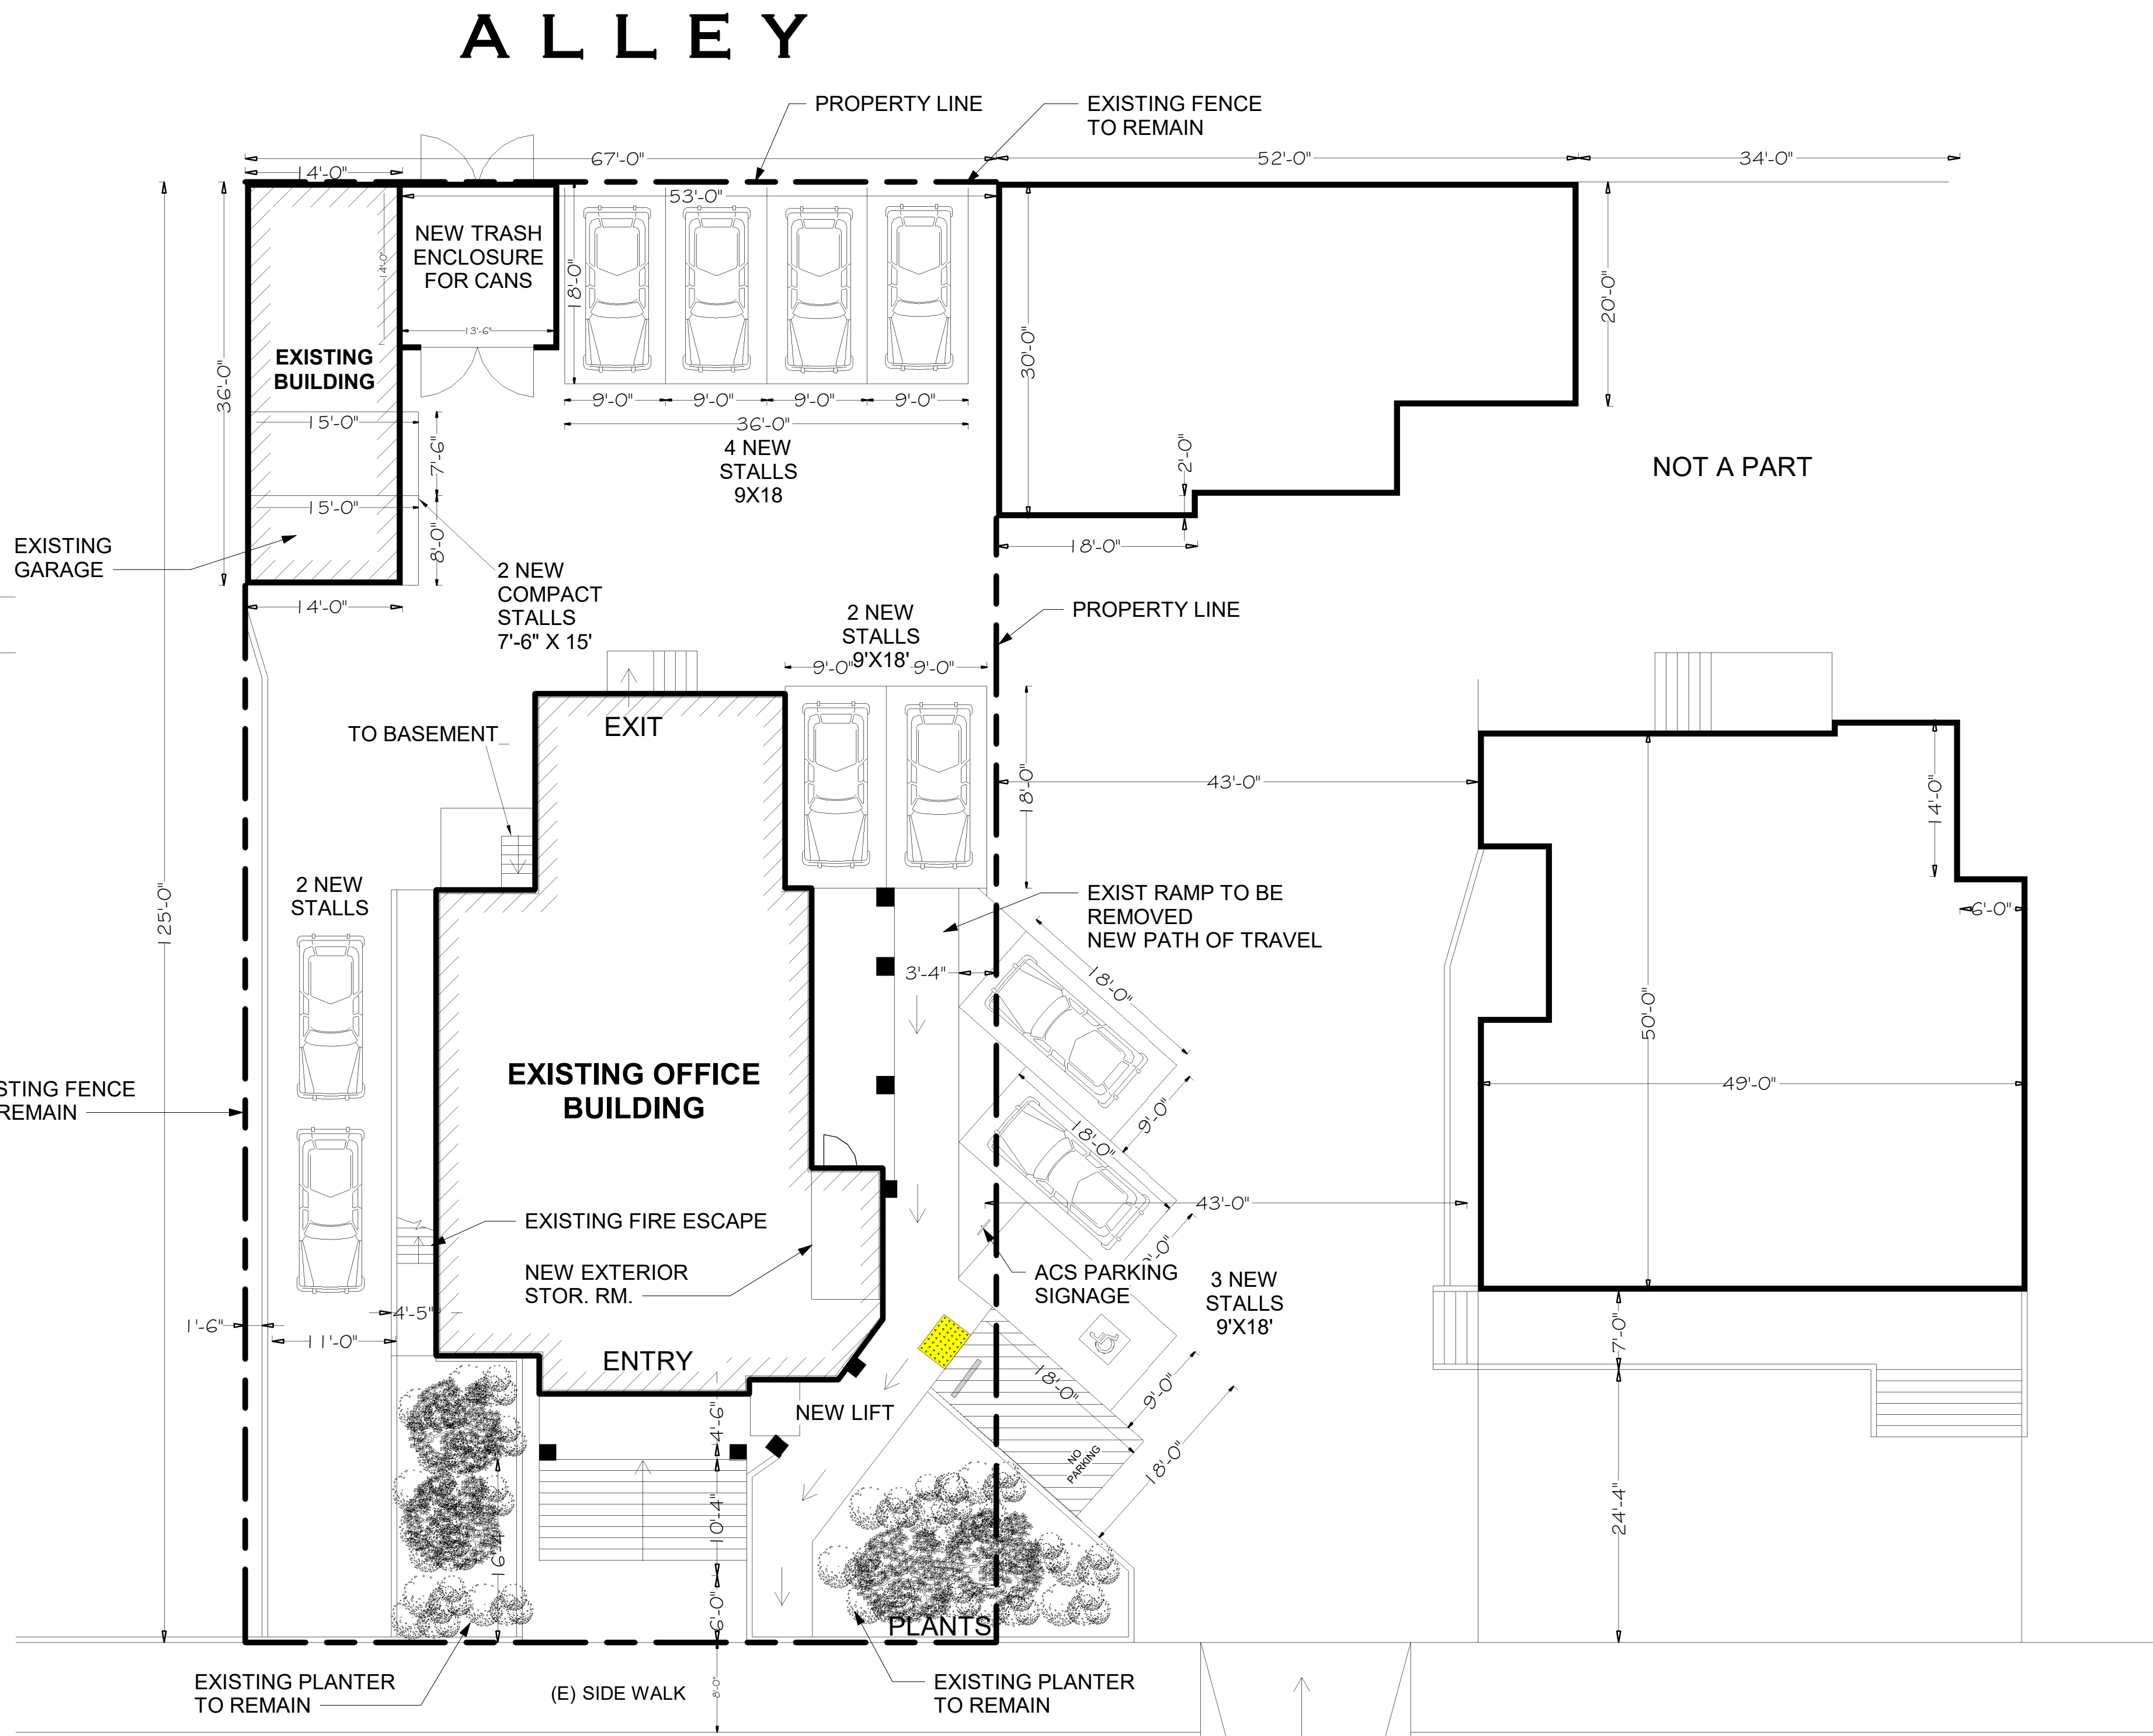 ALLEY
PROPERTY LINE
EXISTING FENCE
TO REMAIN
67'-0"
52'-0"
34'-0"
14'-0"
53'-0"
NEW TRASH
ENCLOSURE
FOR CANS
14'-0"
18'-0"
13'-6"
20'-0"
30'-0"
36'-0"
EXISTING
BUILDING
9'-0" 9'-0" 9'-0" 9'-0"
36'-0"
4 NEW
STALLS
9X18
15'-0"
7'-6"
2'-0"
NOT A PART
15'-0"
8'-0"
EXISTING
GARAGE
18'-0"
2 NEW
COMPACT
STALLS
7'-6" X 15'
14'-0"
2 NEW
STALLS
9'X18'
9'-0" 9'-0"
PROPERTY LINE
EXIT
TO BASEMENT
18'-0"
43'-0"
14'-0"
125'-0"
2 NEW
STALLS
EXIST RAMP TO BE
REMOVED
NEW PATH OF TRAVEL
6'-0"
3'-4"
18'-0"
50'-0"
EXISTING OFFICE
BUILDING
49'-0"
STING FENCE
REMAIN
9'-0"
18'-0"
43'-0"
EXISTING FIRE ESCAPE
NEW EXTERIOR
STOR. RM.
ACS PARKING
SIGNAGE
3 NEW
STALLS
9'X18'
4'-5"
1'-6"
11'-0"
7'-0"
ENTRY
18'-0"
9'-0"
4'-6"
NEW LIFT
NO
PARKING
18'-0"
10'-4"
16'-4"
24'-4"
6'-0"
PLANTS
EXISTING PLANTER
TO REMAIN
(E) SIDE WALK
8'-0"
EXISTING PLANTER
TO REMAIN